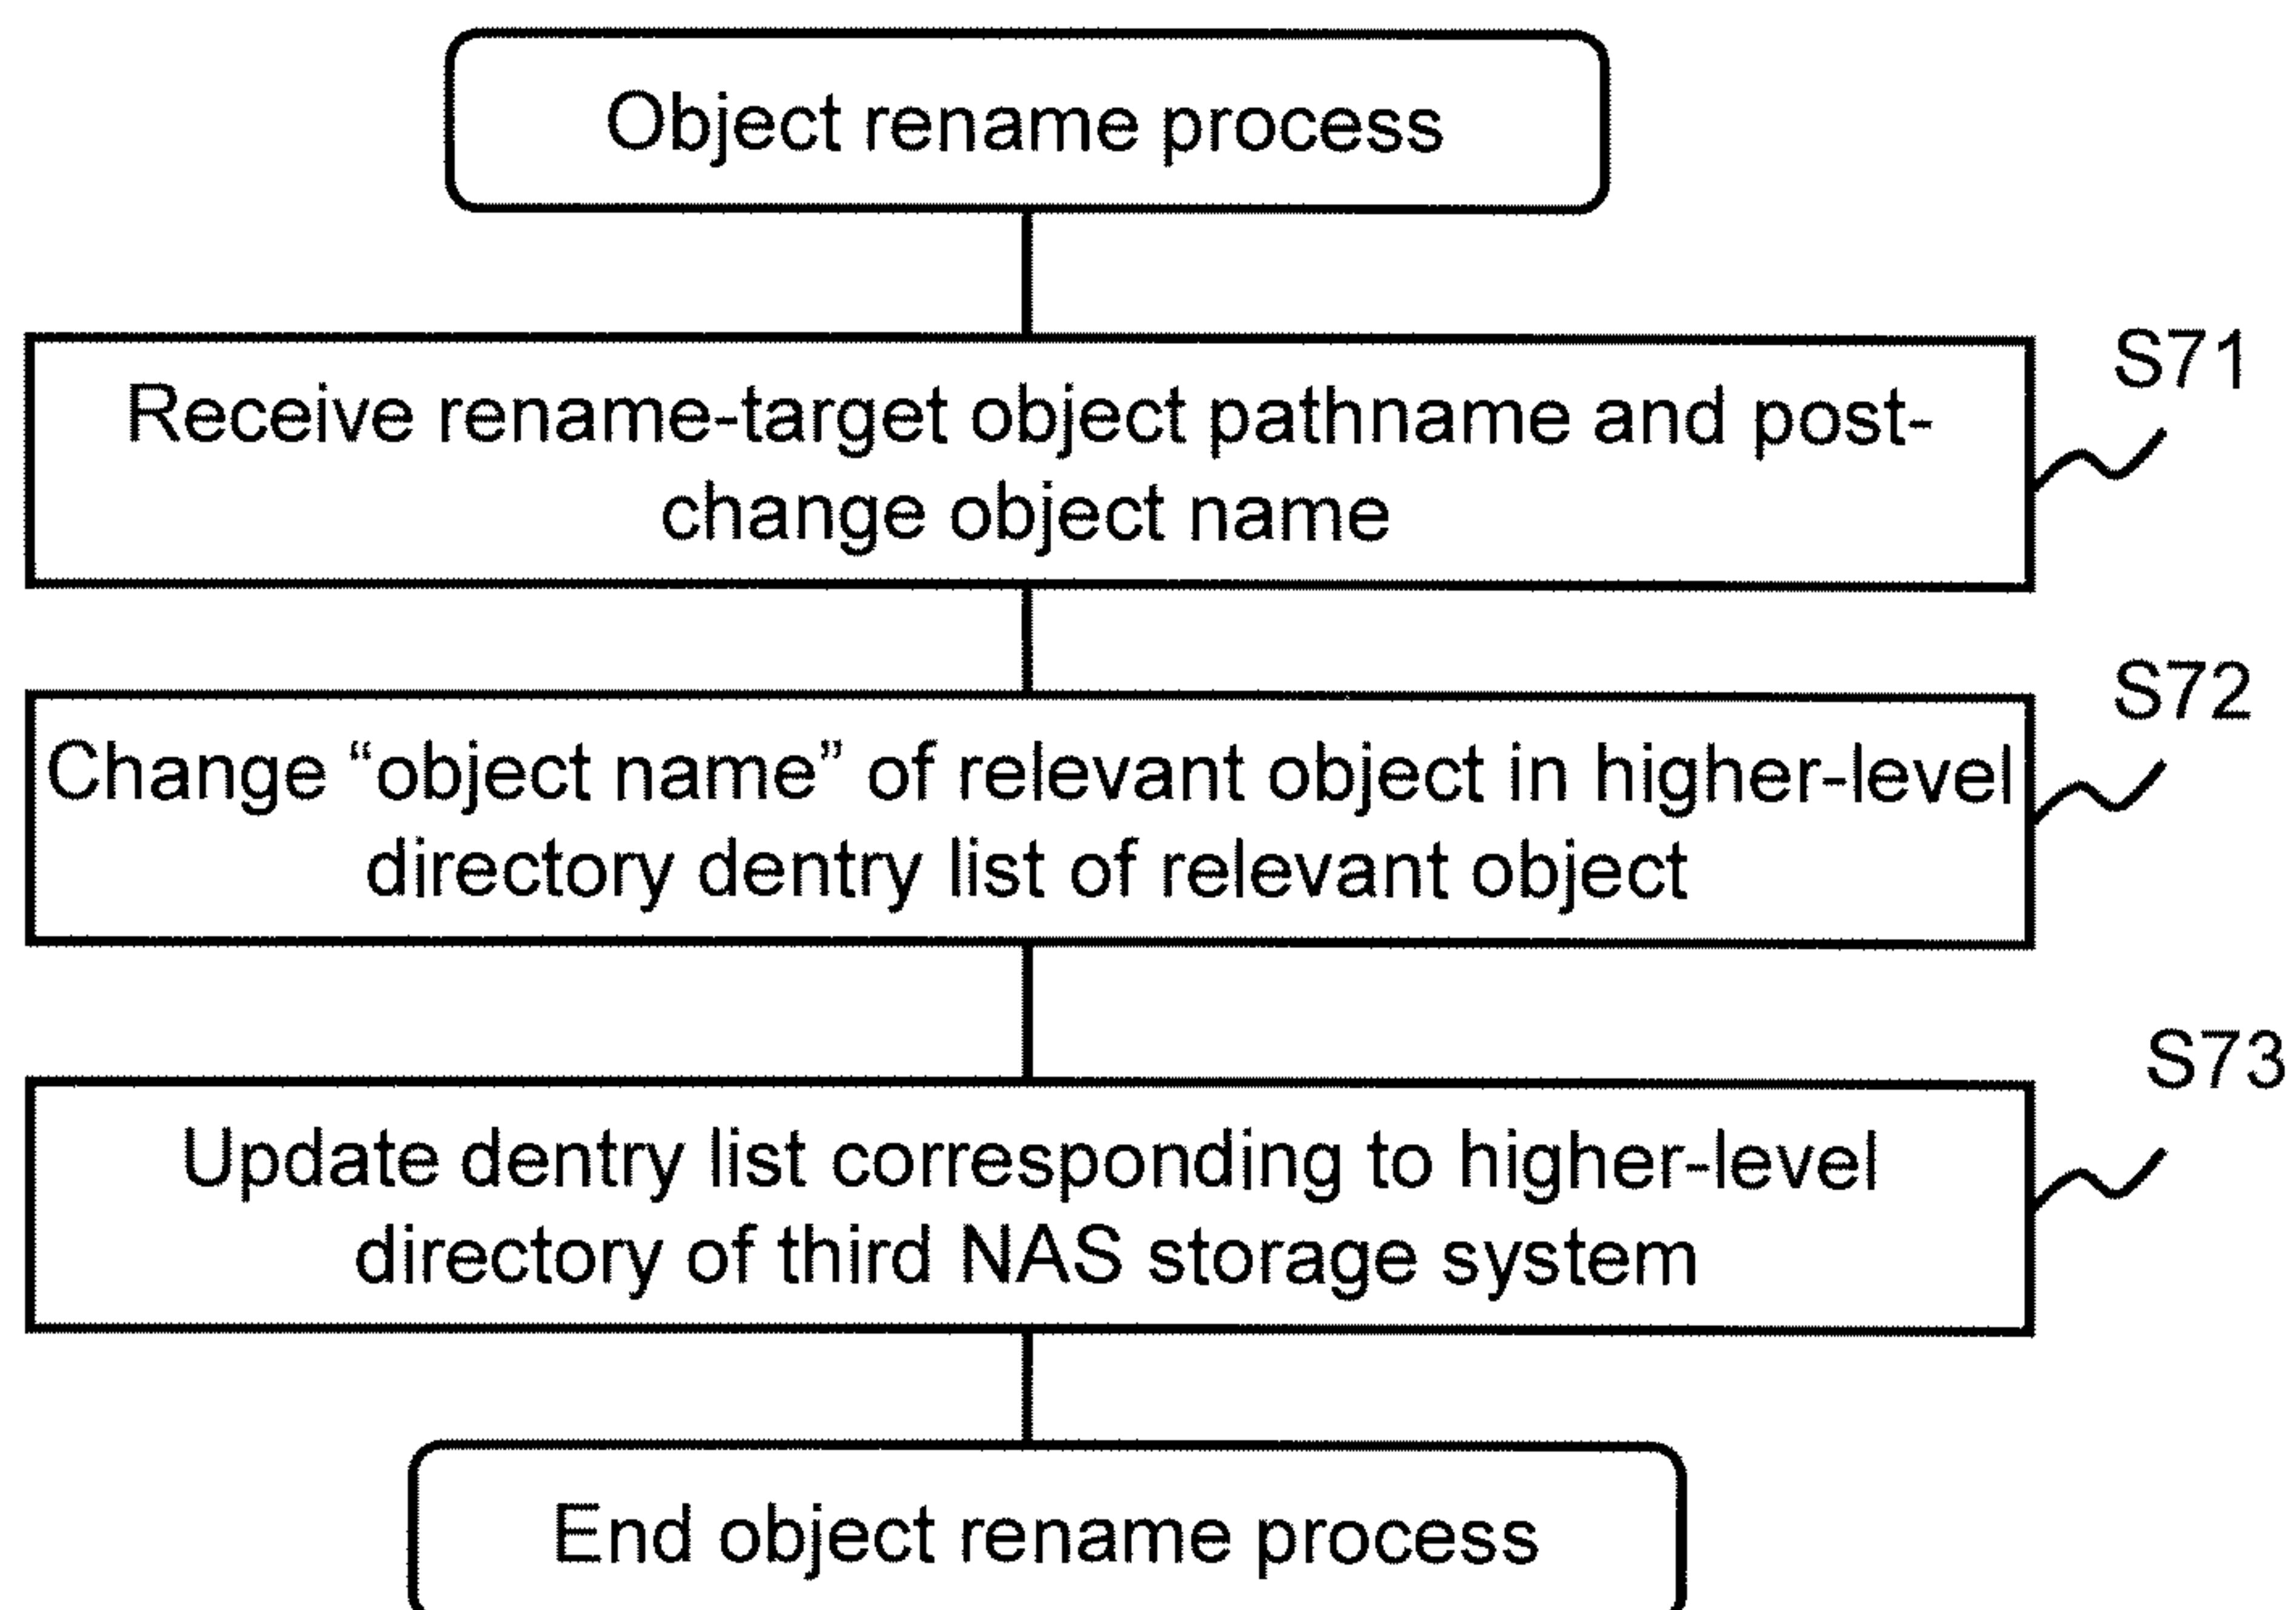 Object rename process
S71
Receive rename-target object pathname and post-
change object name
S72
Change “object name” of relevant object in higher-level
directory dentry list of relevant object
S73
Update dentry list corresponding to higher-level
directory of third NAS storage system
End object rename process